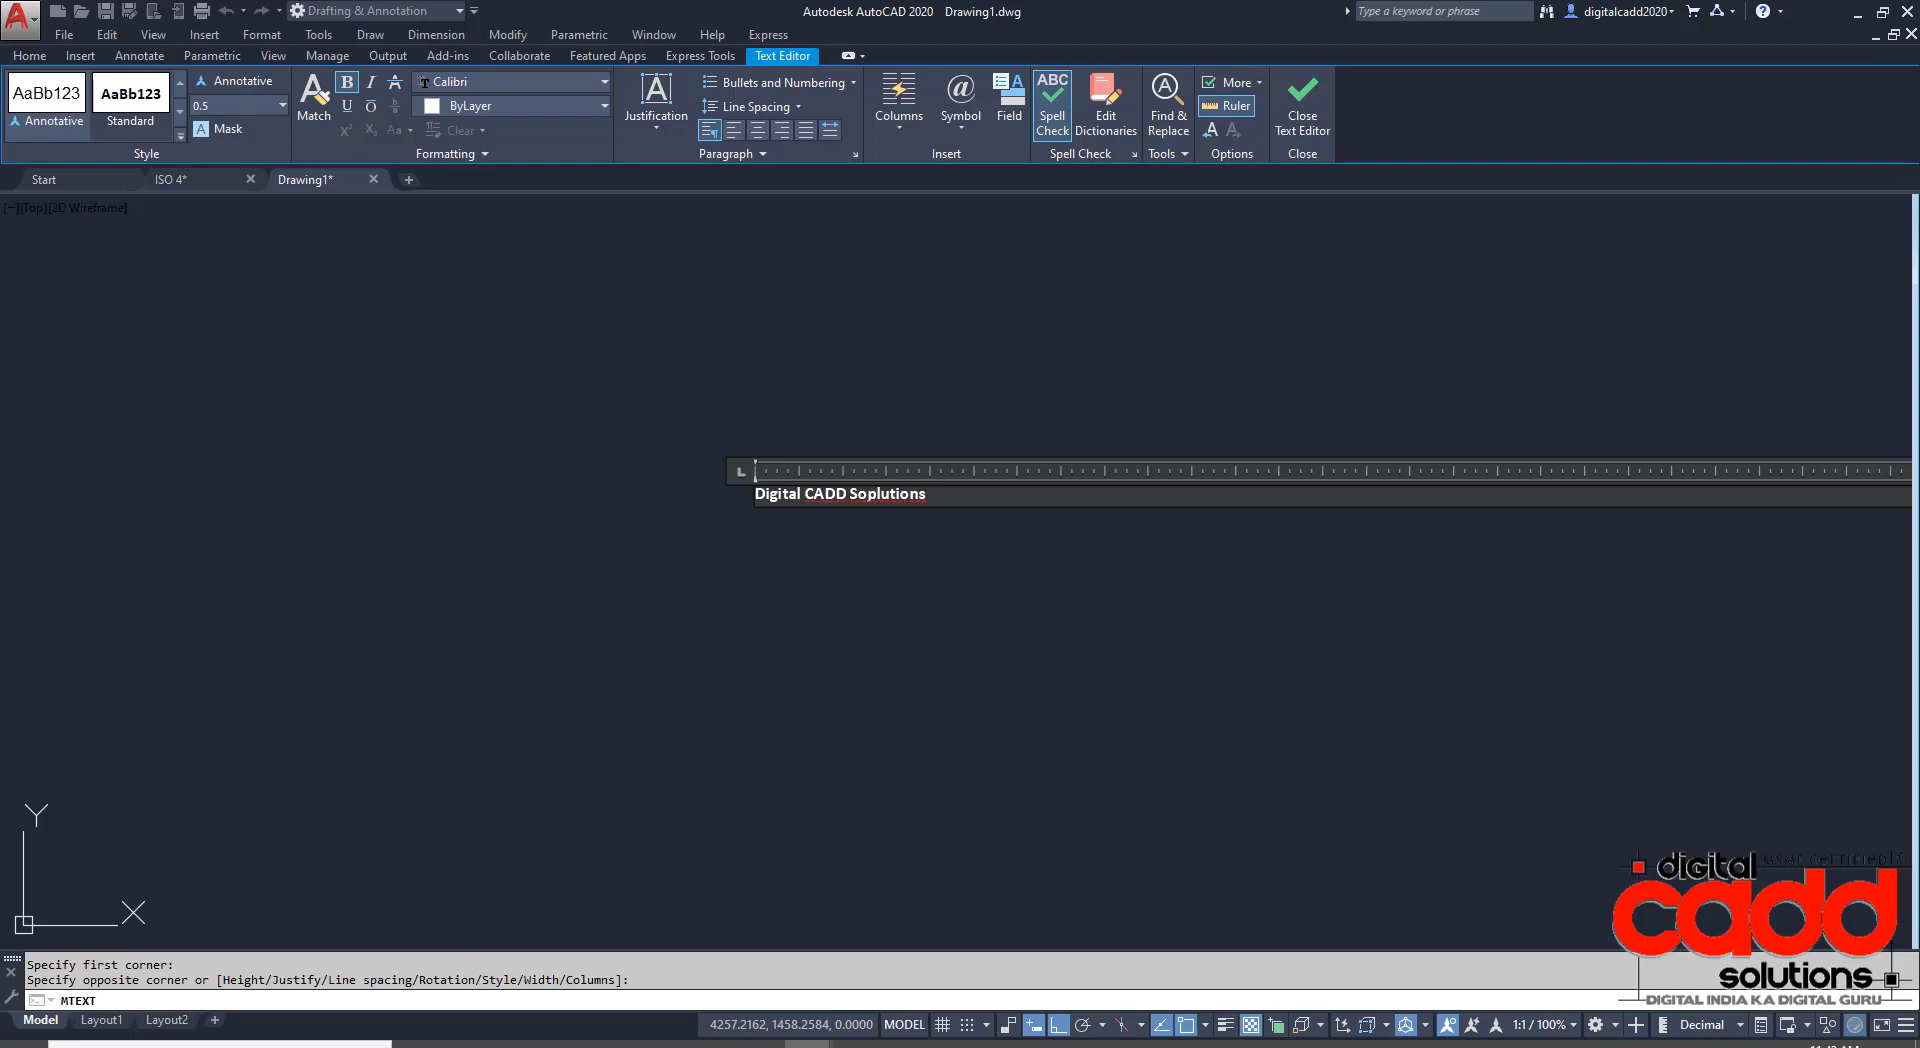 Drafting & Annotation
Autodesk AutoCAD 2020 Drawing1.dwg
Type a keyword or phrase
digitalcadd2020
File Edit View Insert Format Tools Draw Dimension Modify Parametric Window Help Express
Home Insert Annotate Parametric View Manage Output Add-ins Collaborate Featured Apps Express Tools Text Editor
AaBb123
AaBb123
Annotative
Standard
Annotative
0.5
Mask
Style
Match
B I A
U O
Calibri
ByLayer
Aa
Clear
Formatting
Justification
Bullets and Numbering
Line Spacing
Paragraph
Columns
Symbol
Field
Insert
ABC
Spell
Check
Edit
Dictionaries
Spell Check
Find &
Replace
Tools
More
Ruler
Options
Close
Text Editor
Close
Start
ISO 4*
Drawing1*
[−][Top][2D Wireframe]
Digital CADD Soplutions
Y
X
digital
cadd
solutions
DIGITAL INDIA KA DIGITAL GURU
Specify first corner:
Specify opposite corner or [Height/Justify/Line spacing/Rotation/Style/Width/Columns]:
MTEXT
Model Layout1 Layout2
4257.2162, 1458.2584, 0.0000 MODEL 1:1 / 100% Decimal